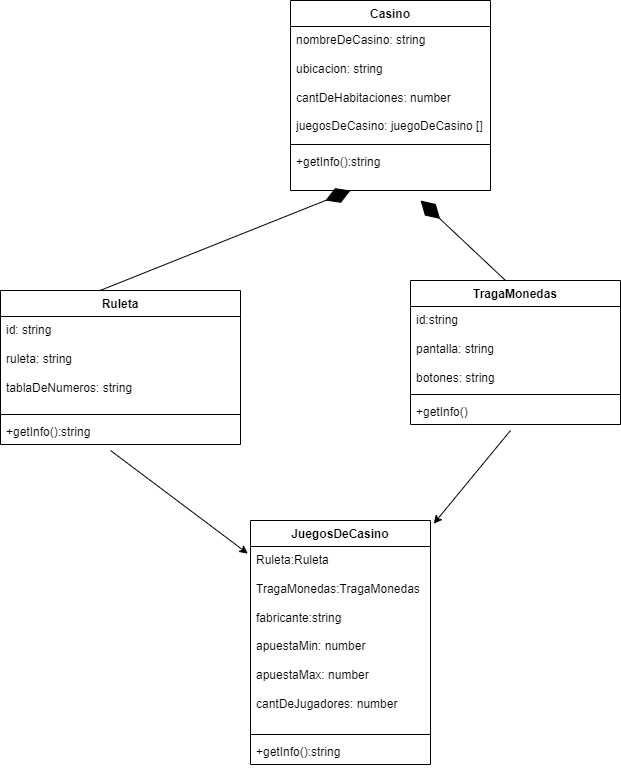 Casino
nombreDeCasino: string
ubicacion: string
cantDeHabitaciones: number
juegosDeCasino: juegoDeCasino []
+getInfo():string
Ruleta
id: string
ruleta: string
tablaDeNumeros: string
+getInfo():string
TragaMonedas
id:string
pantalla: string
botones: string
+getInfo()
JuegosDeCasino
Ruleta:Ruleta
TragaMonedas:TragaMonedas
fabricante:string
apuestaMin: number
apuestaMax: number
cantDeJugadores: number
+getInfo():string